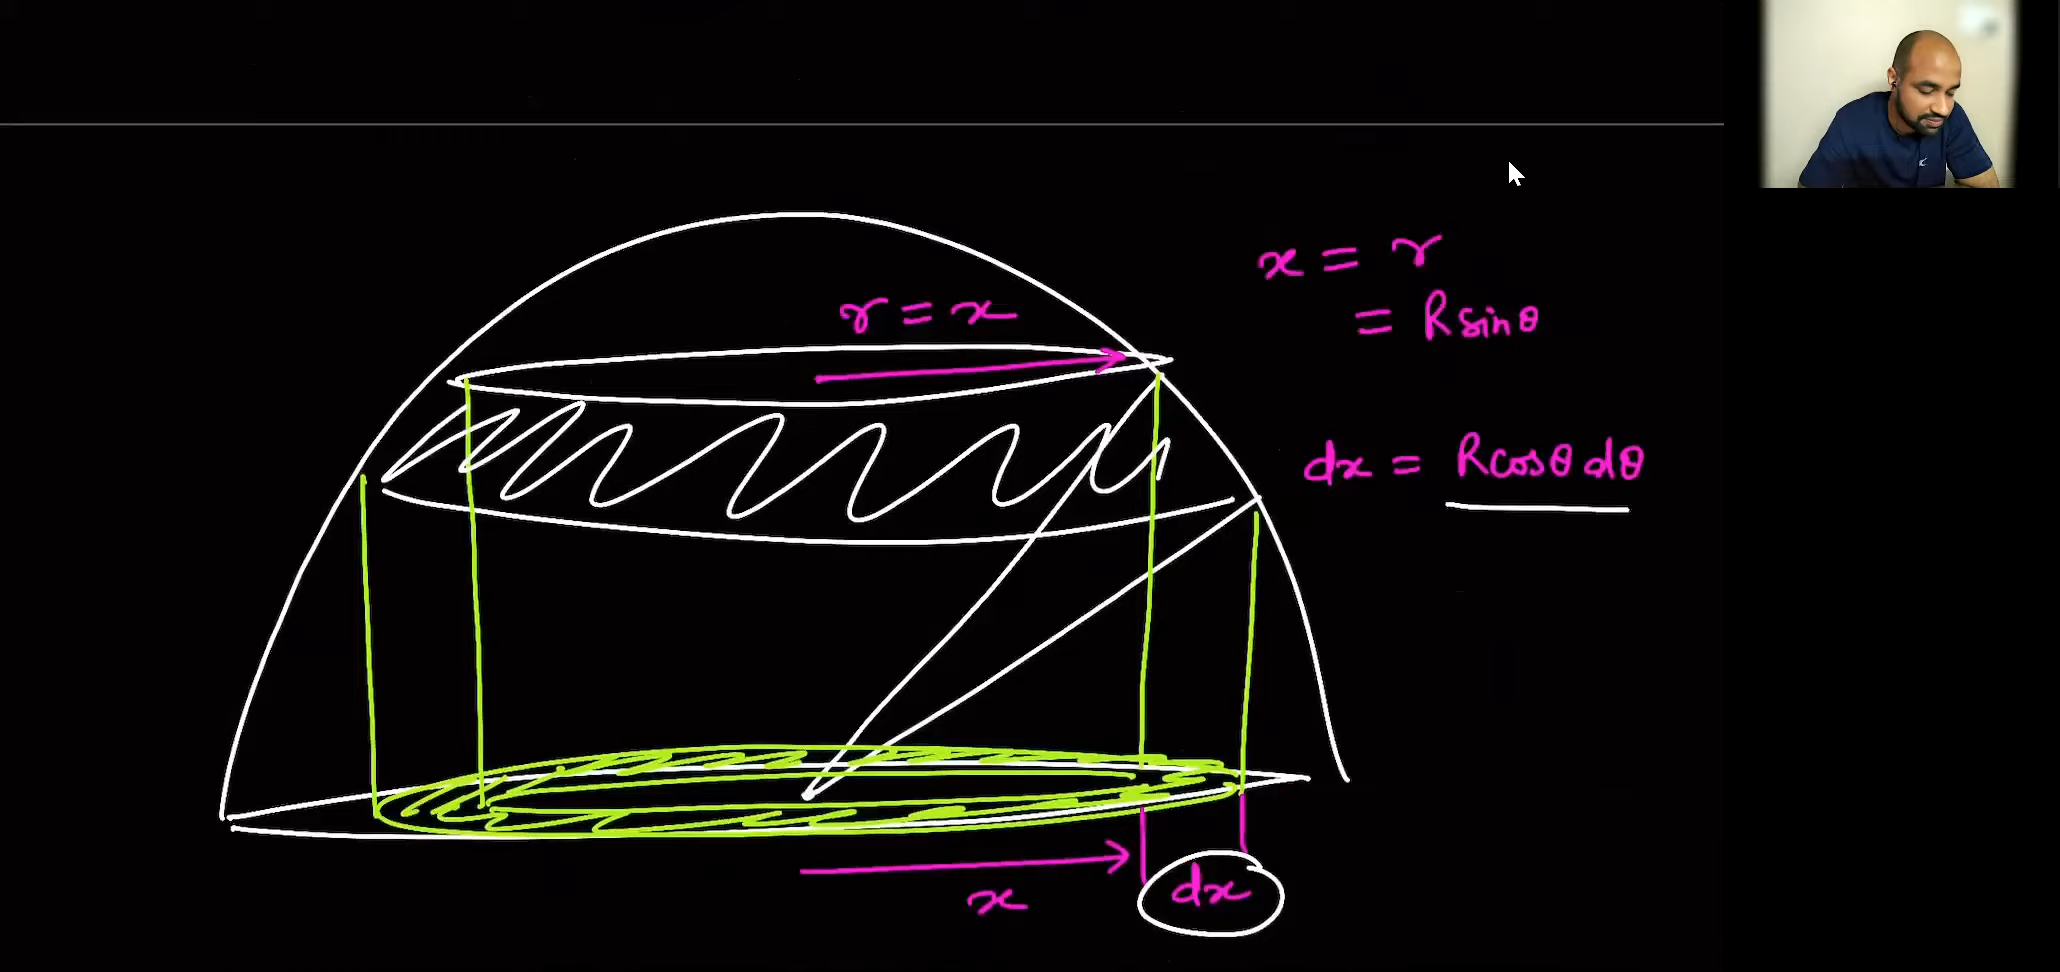 x = r
= R sin θ
r = x
dx = R cos θ dθ
x
dx